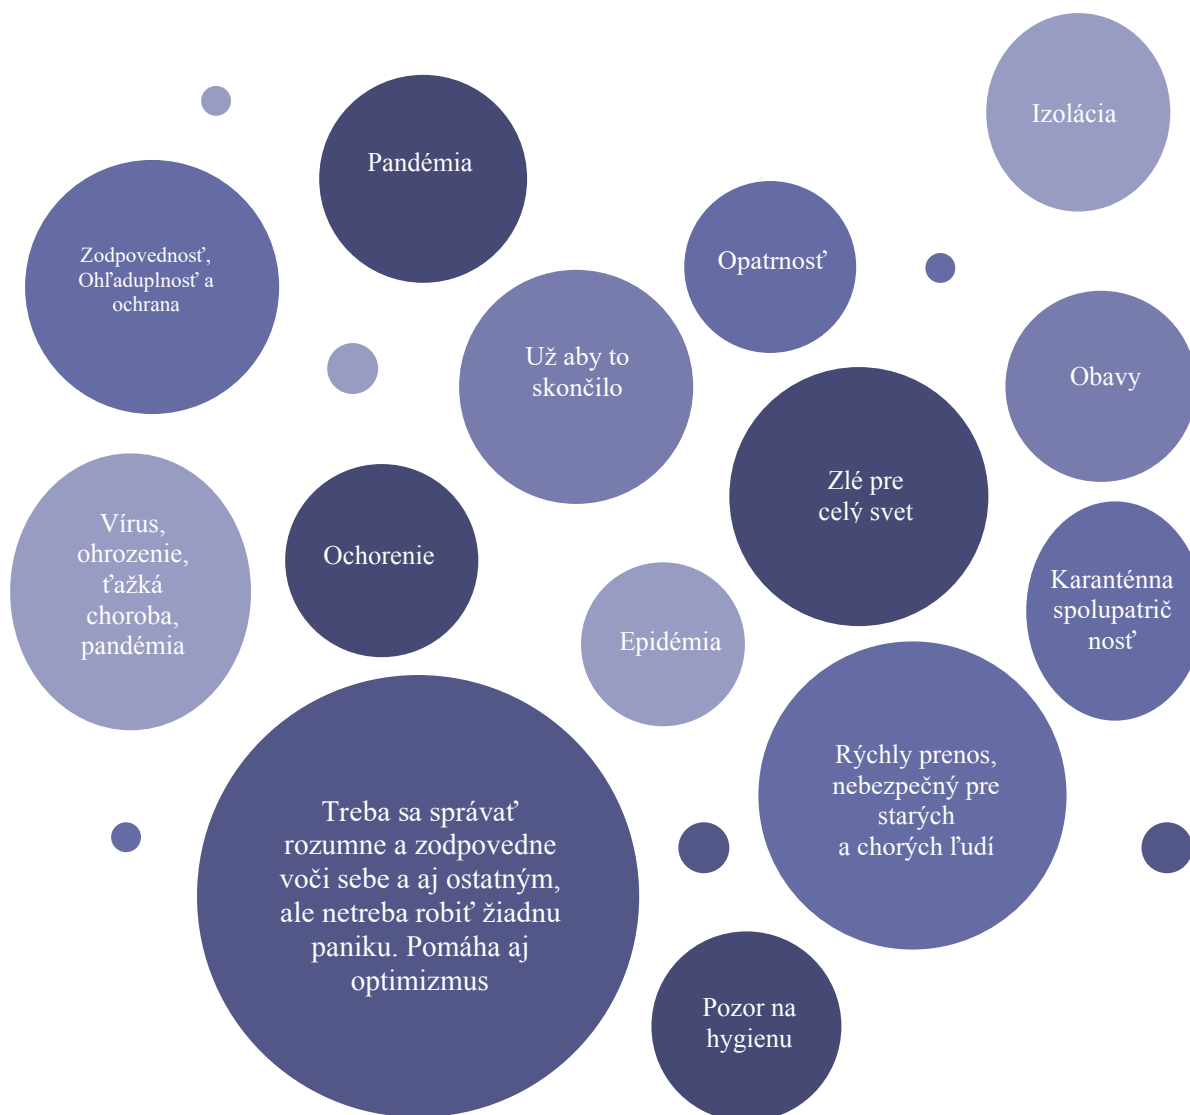 Izolácia
Pandémia
Zodpovednosť,
Ohľaduplnosť a
ochrana
Opatrnosť
Už aby to
skončilo
Obavy
Zlé pre
celý svet
Vírus,
ohrozenie,
ťažká
choroba,
pandémia
Ochorenie
Karanténna
spolupatrič
nosť
Epidémia
Rýchly prenos,
nebezpečný pre
starých
a chorých ľudí
Treba sa správať
rozumne a zodpovedne
voči sebe a aj ostatným,
ale netreba robiť žiadnu
paniku. Pomáha aj
optimizmus
Pozor na
hygienu